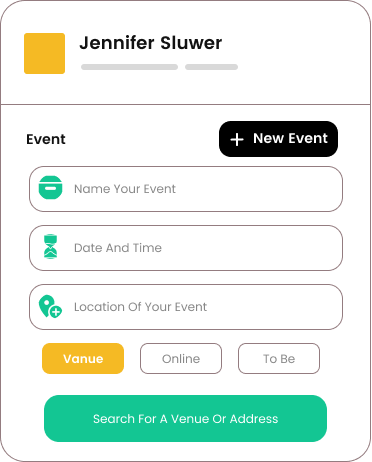 Jennifer Sluwer
Event
+ New Event
Name Your Event
Date And Time
Location Of Your Event
Vanue Online To Be
Search For A Venue Or Address